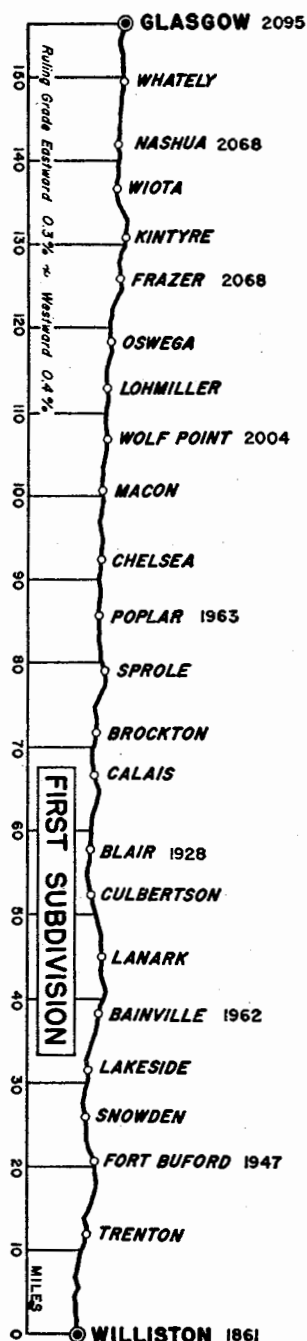 GLASGOW 2095
WHATELY
NASHUA 2068
WIOTA
KINTYRE
FRAZER 2068
OSWEGA
LOHMILLER
WOLF POINT 2004
MACON
CHELSEA
POPLAR 1963
SPROLE
BROCKTON
CALAIS
BLAIR 1928
CULBERTSON
LANARK
BAINVILLE 1962
LAKESIDE
SNOWDEN
FORT BUFORD 1947
TRENTON
WILLISTON 1861
Ruling Grade Eastward 0.3% ~ Westward 0.4%
FIRST SUBDIVISION
150
140
130
120
110
100
90
80
70
60
50
40
30
20
10
0
MILES